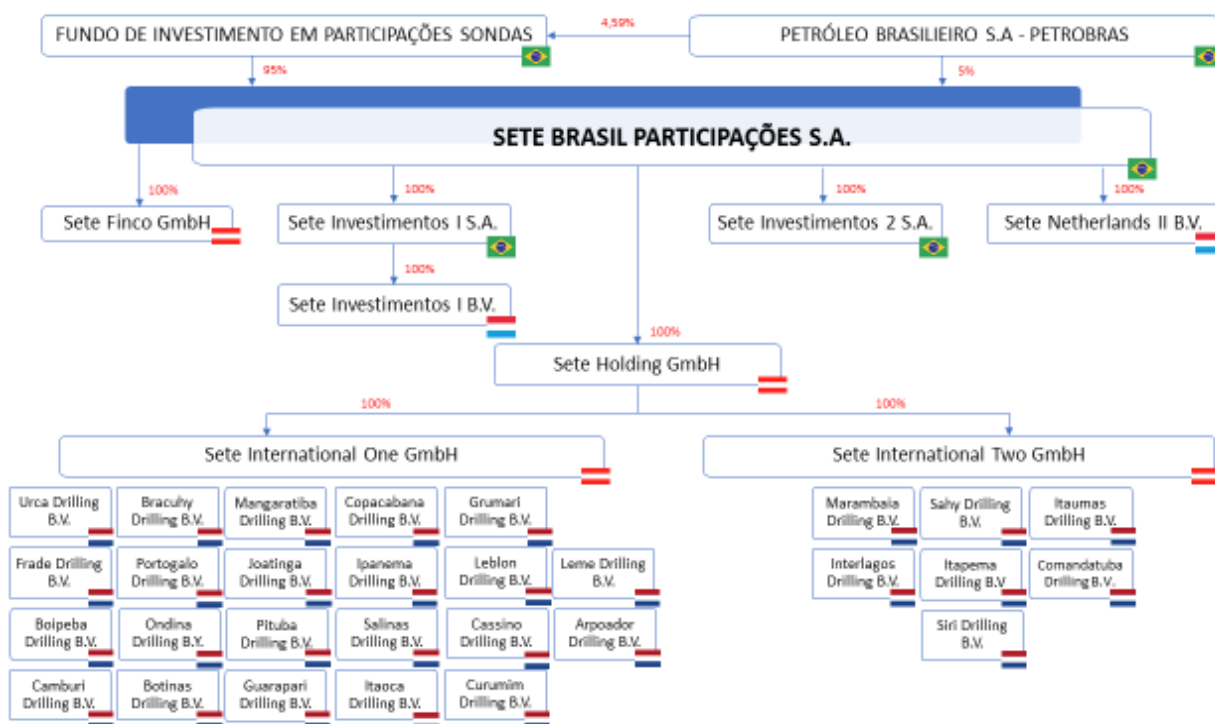 FUNDO DE INVESTIMENTO EM PARTICIPAÇÕES SONDAS
4,59%
PETRÓLEO BRASILIEIRO S.A - PETROBRAS
95%
5%
SETE BRASIL PARTICIPAÇÕES S.A.
100%
100%
100%
100%
Sete Finco GmbH
Sete Investimentos I S.A.
Sete Investimentos 2 S.A.
Sete Netherlands II B.V.
100%
Sete Investimentos I B.V.
100%
Sete Holding GmbH
100%
100%
Sete International One GmbH
Sete International Two GmbH
Urca Drilling
B.V.
Bracuhy
Drilling B.V.
Mangaratiba
Drilling B.V.
Copacabana
Drilling B.V.
Grumari
Drilling B.V.
Frade Drilling
B.V.
Portogalo
Drilling B.V.
Joatinga
Drilling B.V.
Ipanema
Drilling B.V.
Leblon
Drilling B.V.
Leme Drilling
B.V.
Boipeba
Drilling B.V.
Ondina
Drilling B.Y.
Pituba
Drilling B.V.
Salinas
Drilling B.V.
Cassino
Drilling B.V.
Arpoador
Drilling B.V.
Camburi
Drilling B.V.
Botinas
Drilling B.V.
Guarapari
Drilling B.V.
Itaoca
Drilling B.V.
Curumim
Drilling B.V.
Marambaia
Drilling B.V.
Sahy Drilling
B.V.
Itaumas
Drilling B.V.
Interlagos
Drilling B.V.
Itapema
Drilling B.V
Comandatuba
Drilling B.V.
Siri Drilling
B.V.